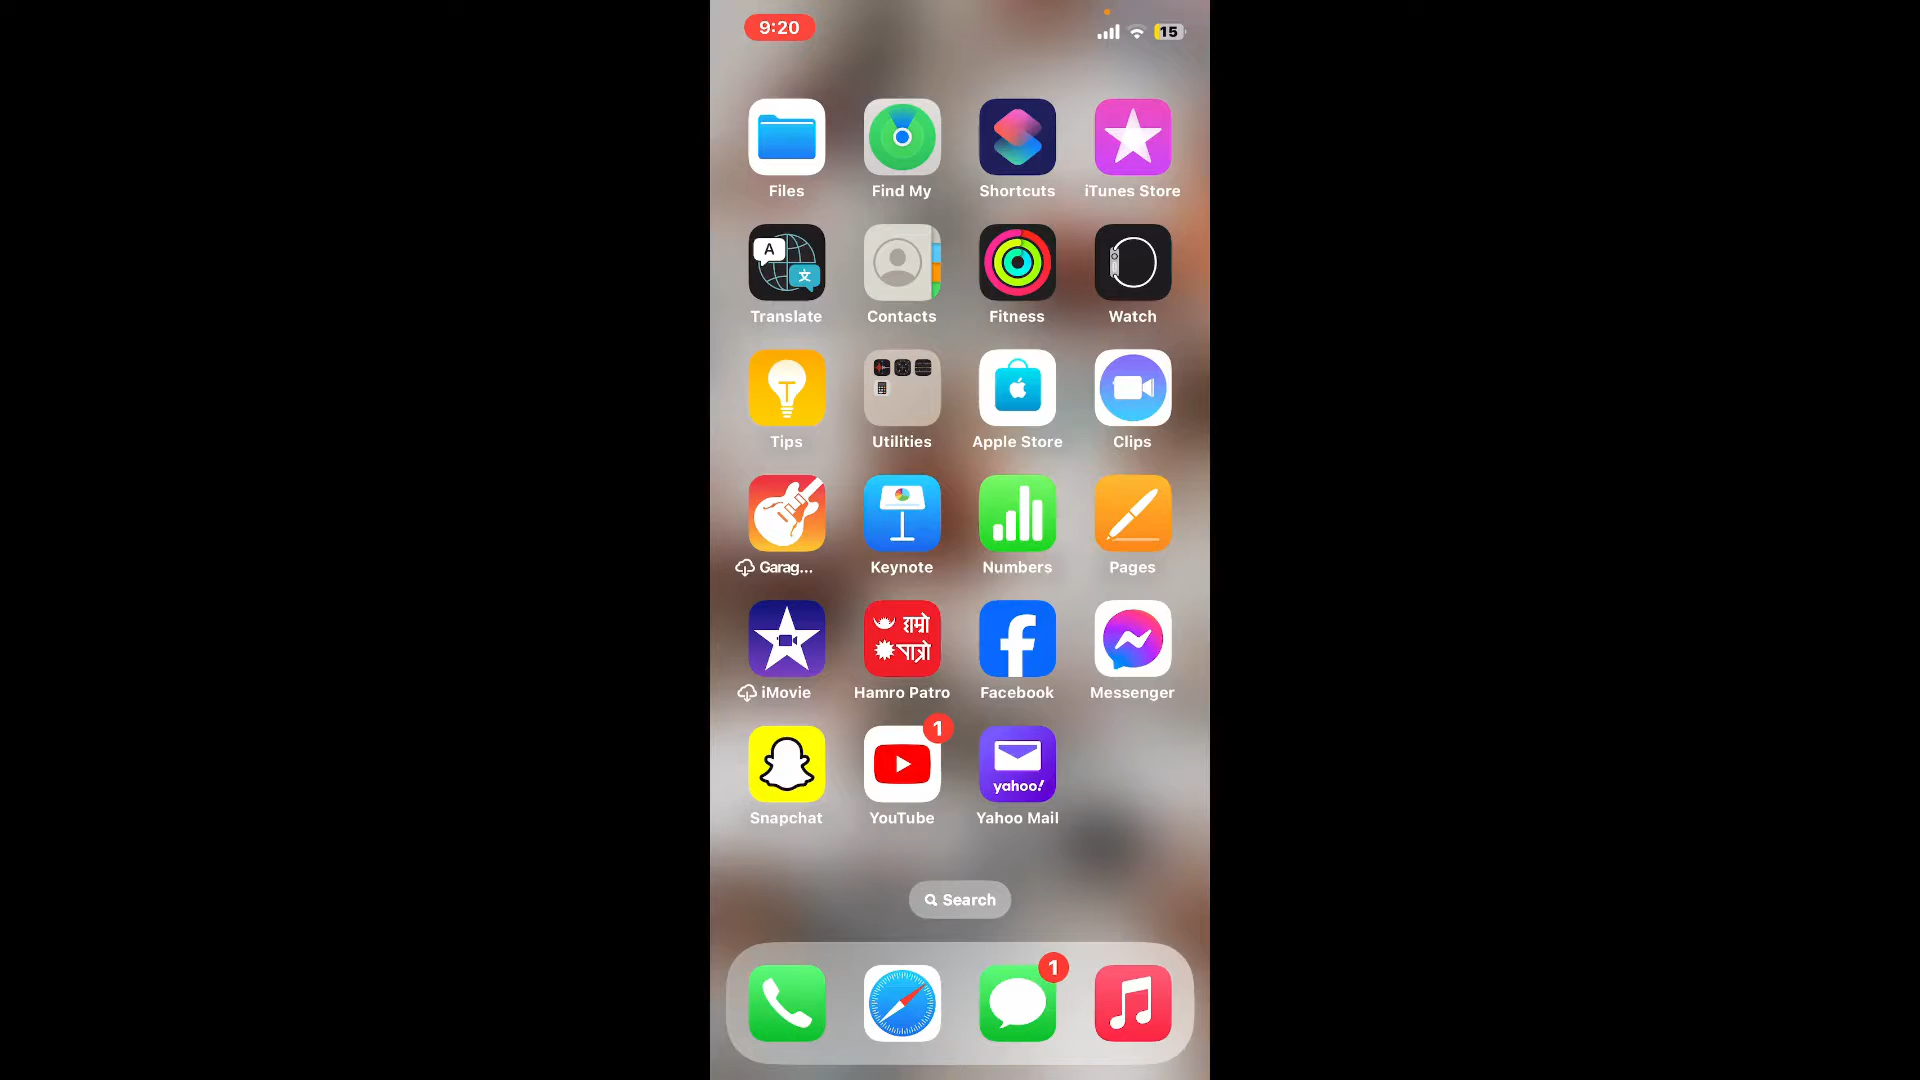 9:20
15
Files
Find My
Shortcuts
iTunes Store
A
文
Translate
Contacts
Fitness
Watch
Tips
Utilities
Apple Store
Clips
Garag...
Keynote
Numbers
Pages
हाम्रो
पात्रो
iMovie
Hamro Patro
Facebook
Messenger
1
yahoo!
Snapchat
YouTube
Yahoo Mail
Search
1